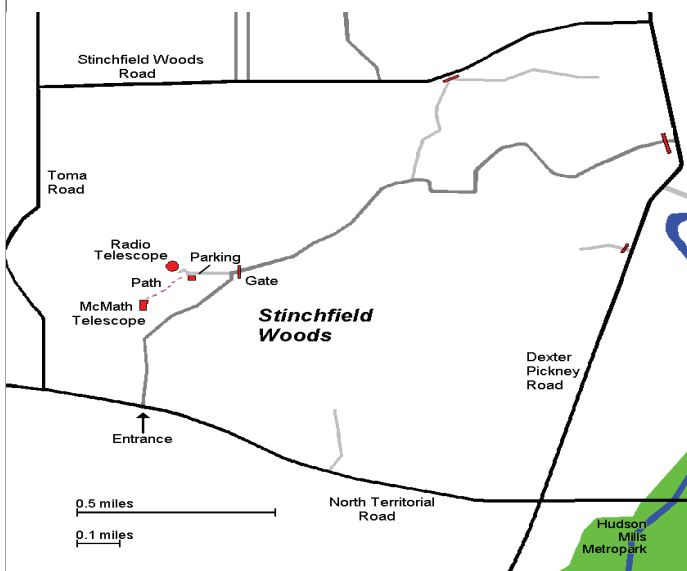 Stinchfield Woods
Road
Toma
Road
Radio
Telescope
Parking
Path
Gate
McMath
Telescope
Stinchfield
Woods
Dexter
Pickney
Road
Entrance
0.5 miles
North Territorial
Road
0.1 miles
Hudson
Mills
Metropark